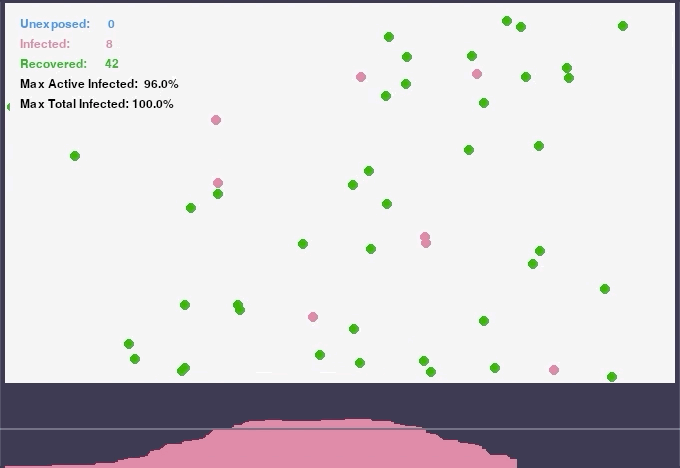 Unexposed: 0
Infected: 8
Recovered: 42
Max Active Infected: 96.0%
Max Total Infected: 100.0%